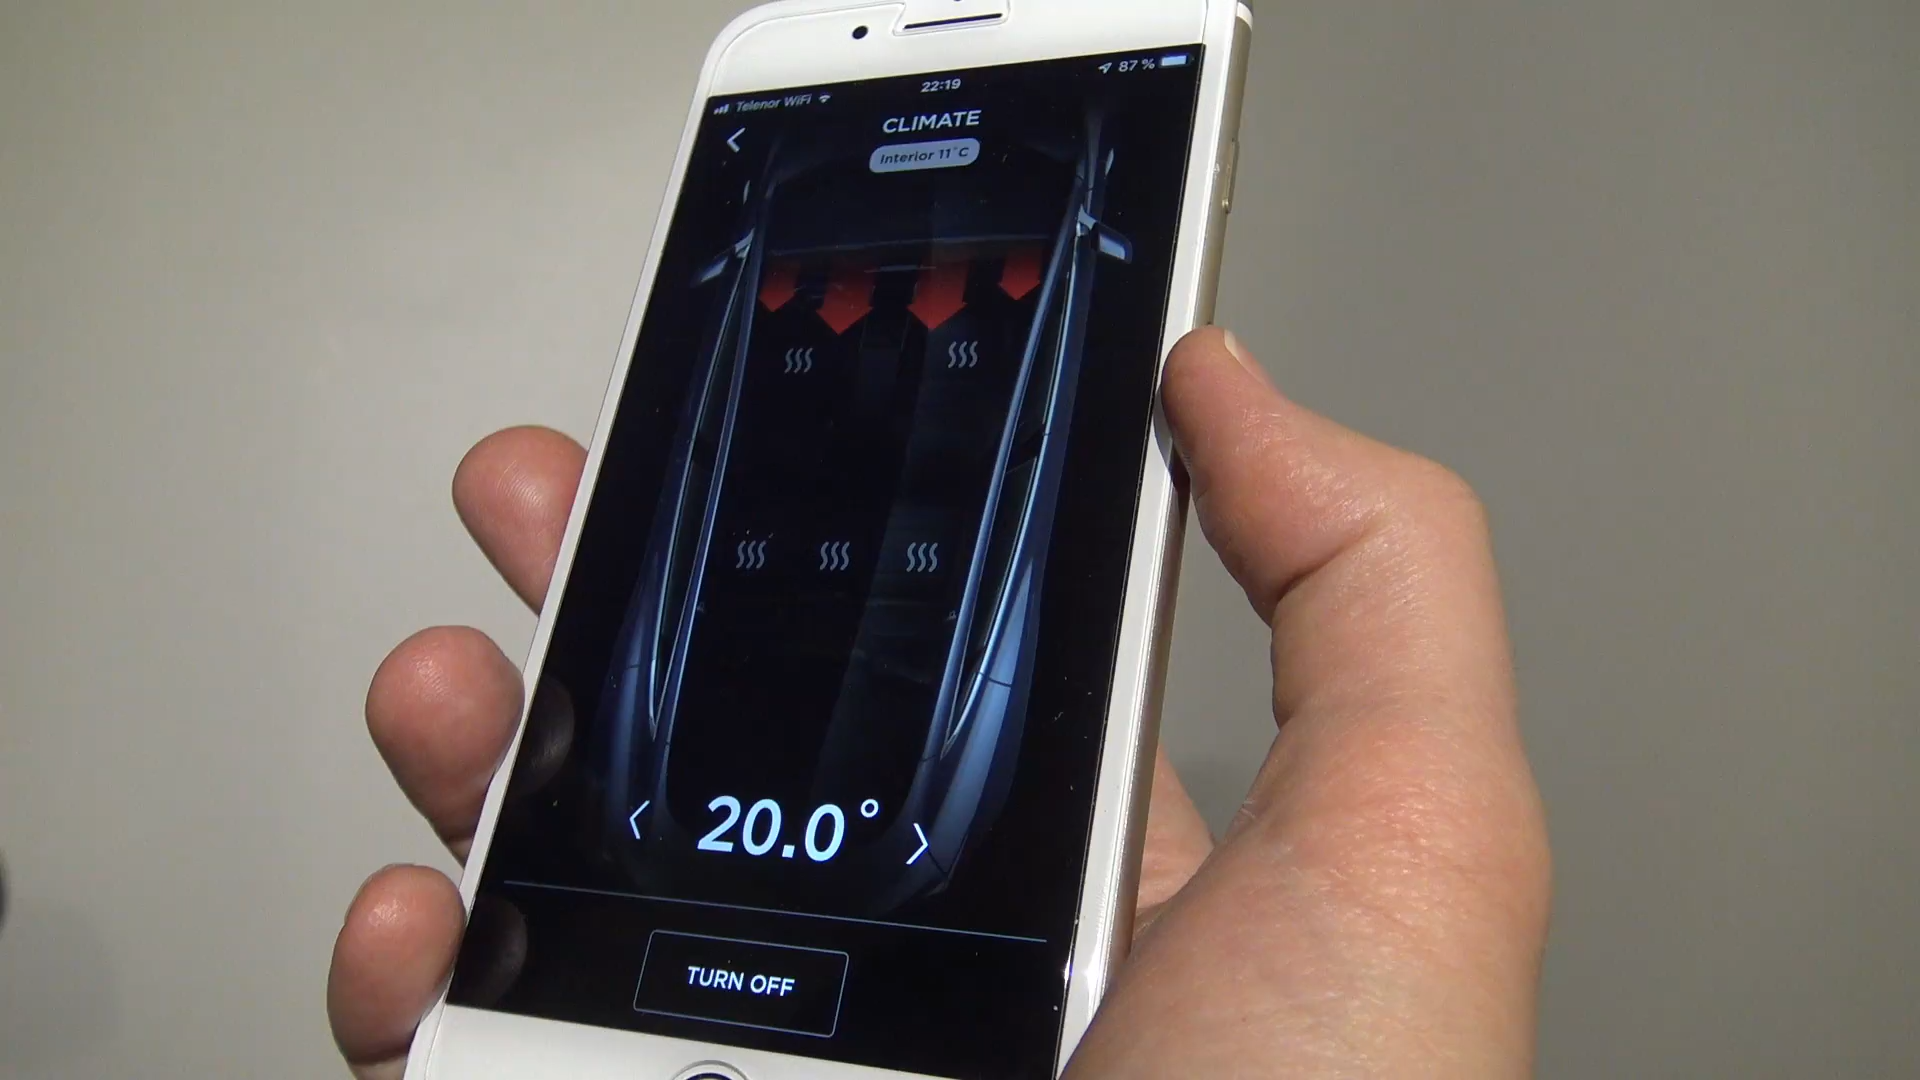 Telenor WiFi
22:19
87 %
CLIMATE
Interior 11°C
20.0°
TURN OFF